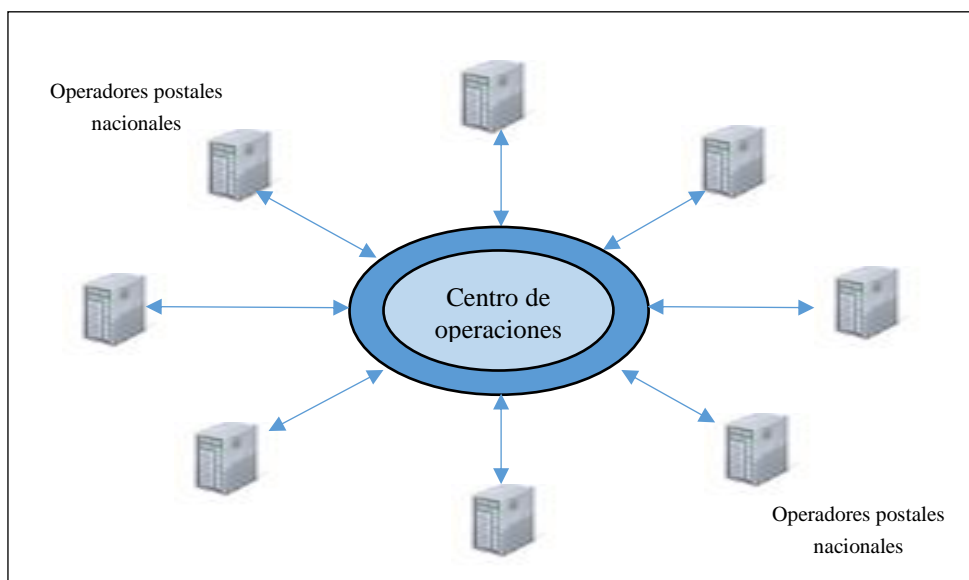 Operadores postales
nacionales
Centro de
operaciones
Operadores postales
nacionales